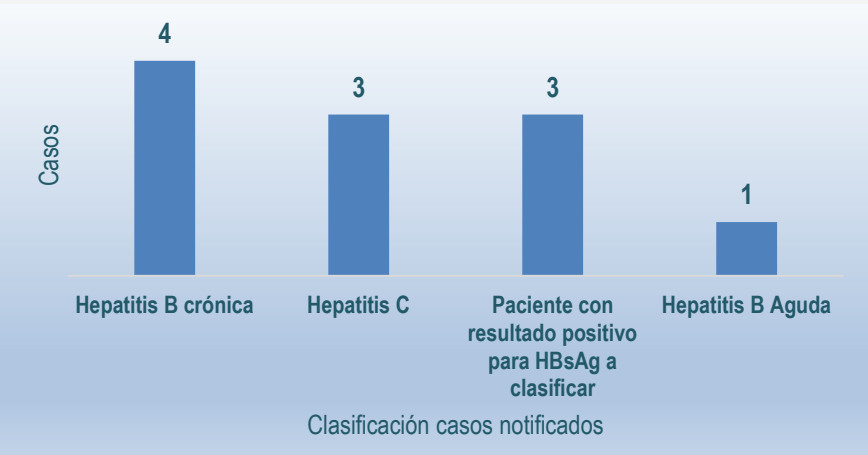 4
3
3
1
Casos
Hepatitis B crónica
Hepatitis C
Paciente con
resultado positivo
para HBsAg a
clasificar
Hepatitis B Aguda
Clasificación casos notificados